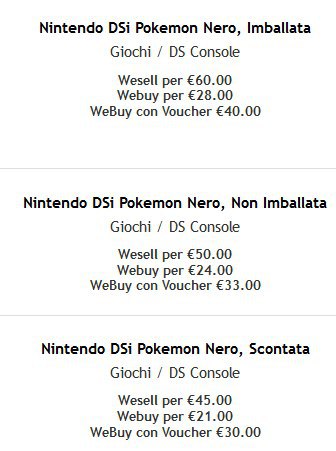 Nintendo DSi Pokemon Nero, Imballata
Giochi / DS Console
Wesell per €60.00
Webuy per €28.00
WeBuy con Voucher €40.00
Nintendo DSi Pokemon Nero, Non Imballata
Giochi / DS Console
Wesell per €50.00
Webuy per €24.00
WeBuy con Voucher €33.00
Nintendo DSi Pokemon Nero, Scontata
Giochi / DS Console
Wesell per €45.00
Webuy per €21.00
WeBuy con Voucher €30.00